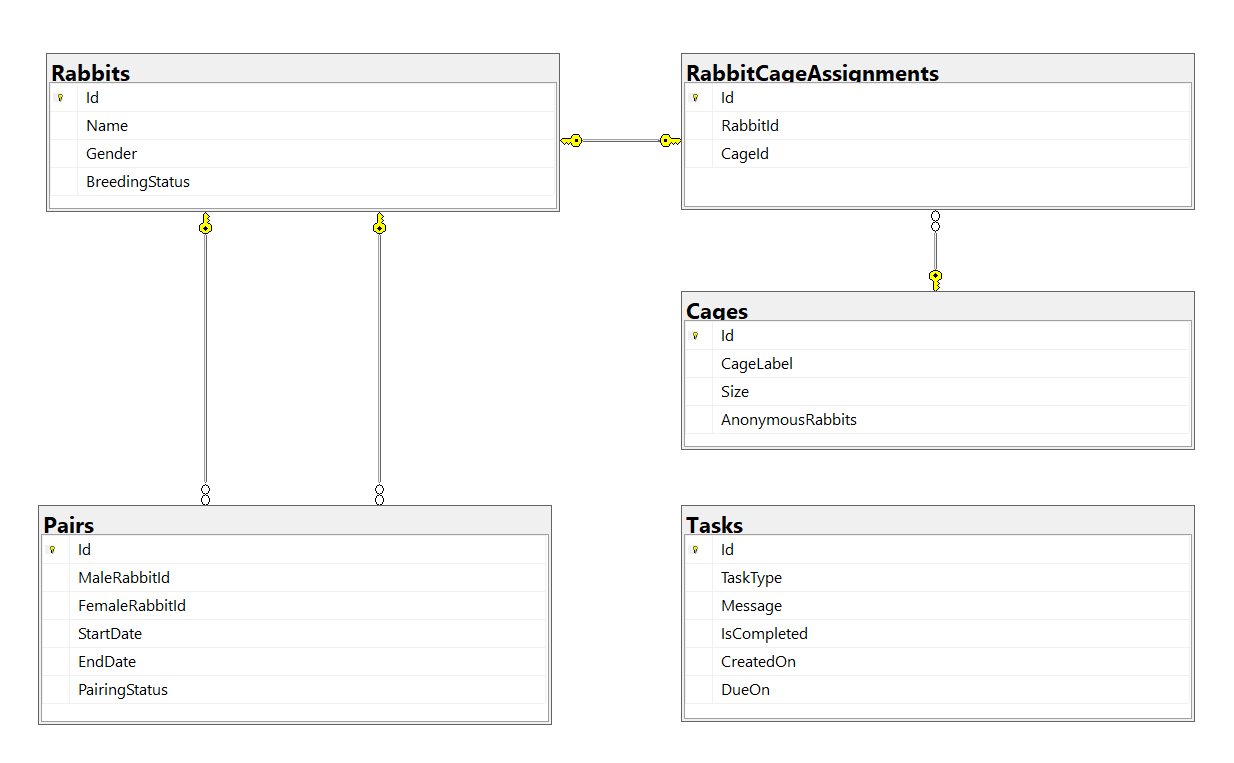 Rabbits
Id
Name
Gender
BreedingStatus
RabbitCageAssignments
Id
RabbitId
CageId
Cages
Id
CageLabel
Size
AnonymousRabbits
Pairs
Id
MaleRabbitId
FemaleRabbitId
StartDate
EndDate
PairingStatus
Tasks
Id
TaskType
Message
IsCompleted
CreatedOn
DueOn